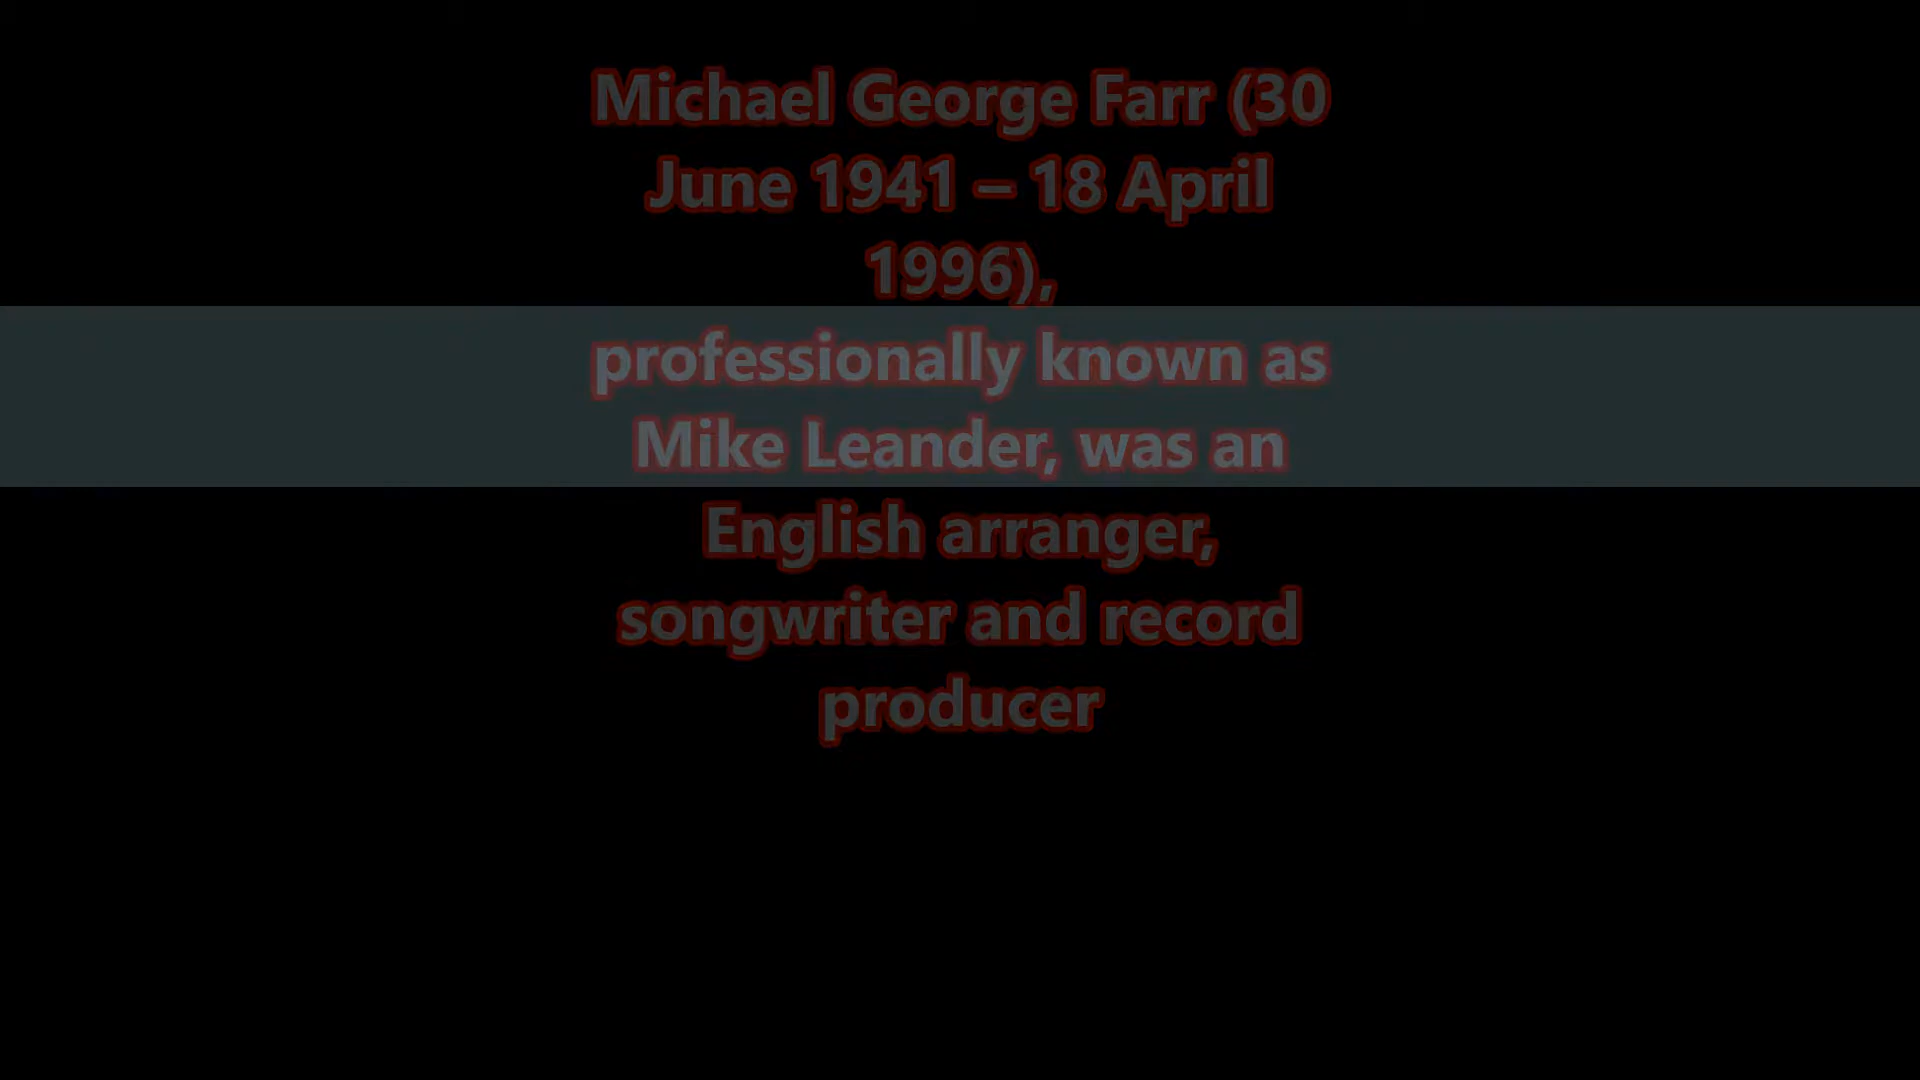 Michael George Farr (30
June 1941 – 18 April
1996),
professionally known as
Mike Leander, was an
English arranger,
songwriter and record
producer